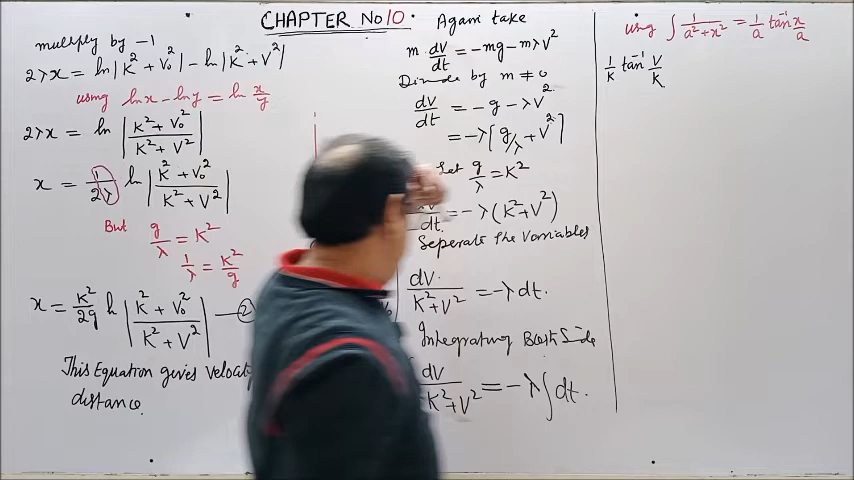 CHAPTER No 10.
multiply by -1
2λx = ln|K² + V₀²| - ln|K² + V²|
using lnx - lny = ln x/y
2λx = ln |(K² + V₀²)/(K² + V²)|
x = 1/2λ ln |(K² + V₀²)/(K² + V²)|
But g/λ = K²
1/λ = K²/g
x = K²/2g ln |(K² + V₀²)/(K² + V²)| — 2
This Equation gives
distance.
Again take
m dv/dt = -mg - mλV²
Divide by m ≠ 0
dv/dt = -g - λV²
= -λ[g/λ + V²]
Let g/λ = K²
dt = -λ(K² + V²)
Seperate the Variables
dv/(K² + V²) = -λ dt.
Integrating Both Side
dv/(K² + V²) = -λ∫dt.
using ∫ 1/(a² + x²) = 1/a tan⁻¹ x/a
1/K tan⁻¹ V/K